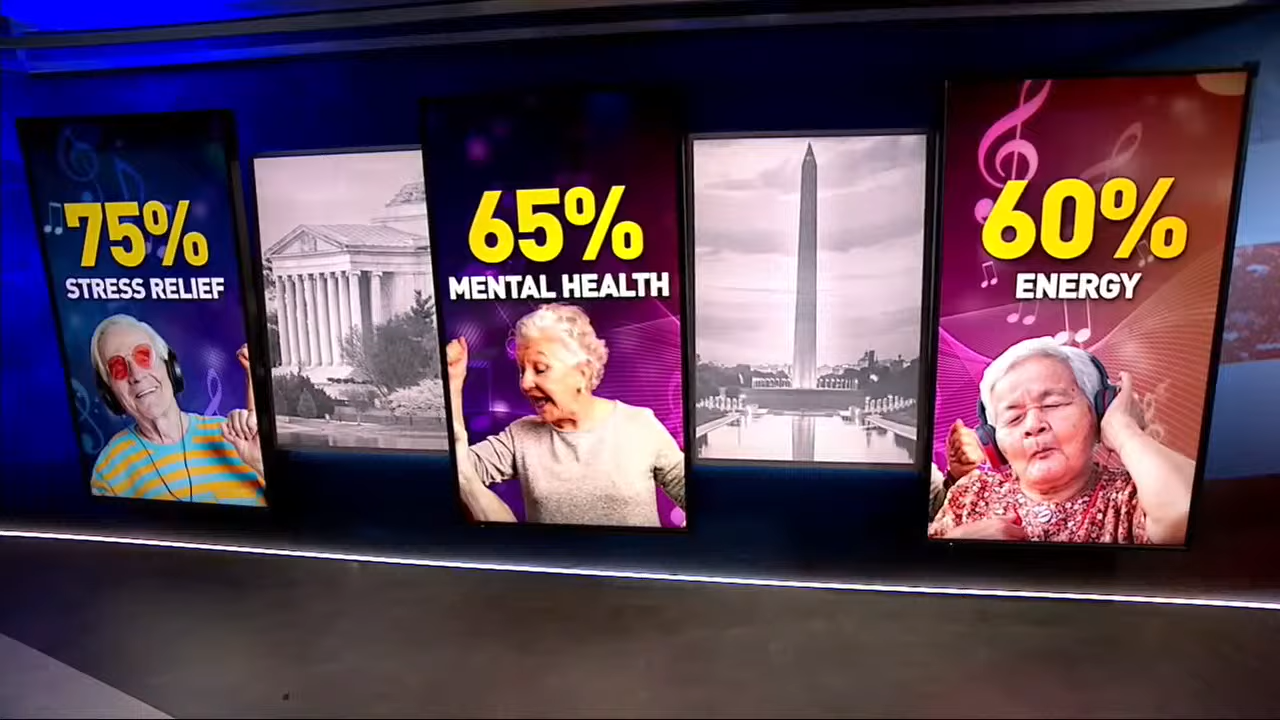 75%
STRESS RELIEF
65%
MENTAL HEALTH
60%
ENERGY